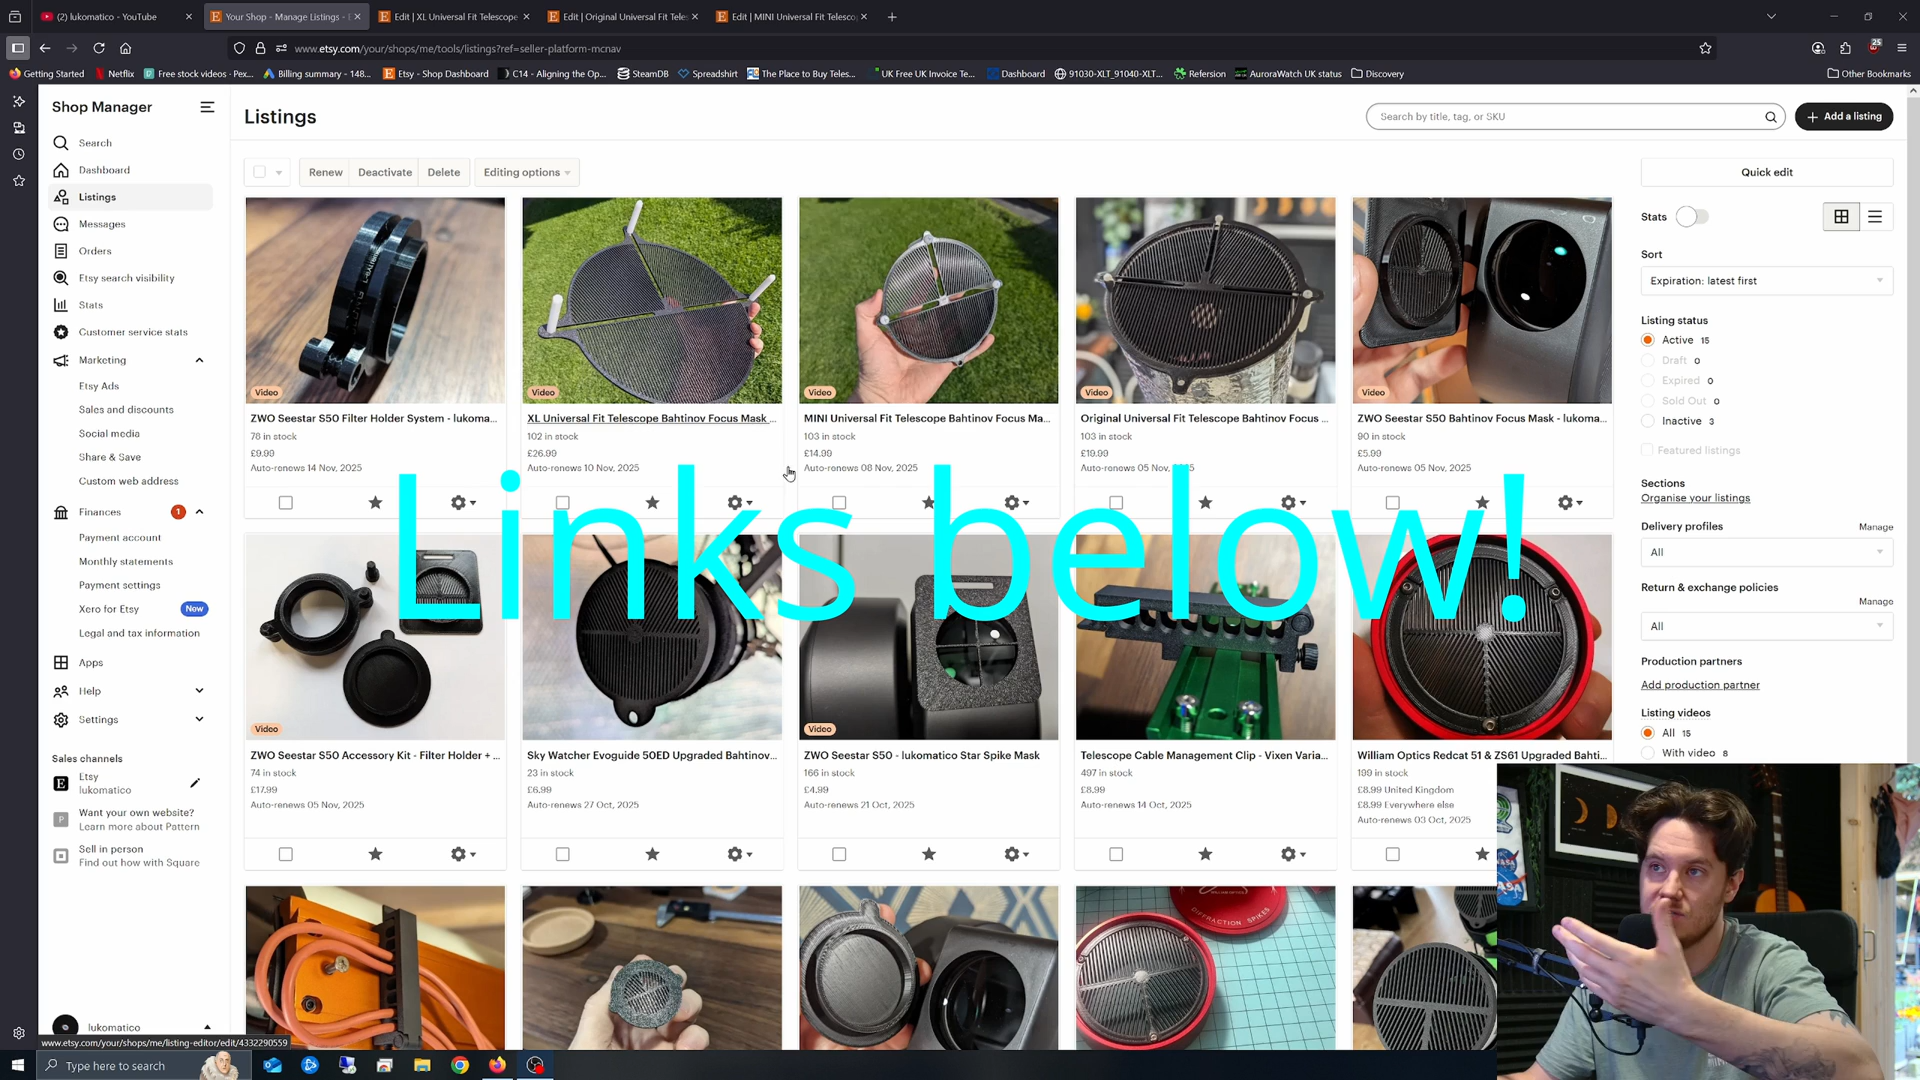 (2) lukomatico - YouTube
Your Shop - Manage Listings - E
Edit | XL Universal Fit Telescope
Edit | Original Universal Fit Tele
Edit | MINI Universal Fit Telesco
www.etsy.com/your/shops/me/tools/listings?ref=seller-platform-mcnav
25
Getting Started
Netflix
Free stock videos - Pex...
Billing summary - 148...
Etsy - Shop Dashboard
C14 - Aligning the Op...
SteamDB
Spreadshirt
The Place to Buy Teles...
UK Free UK Invoice Te...
Dashboard
91030-XLT_91040-XLT...
Refersion
AuroraWatch UK status
Discovery
Other Bookmarks
Shop Manager
Search
Dashboard
Listings
Messages
Orders
Etsy search visibility
Stats
Customer service stats
Marketing
Etsy Ads
Sales and discounts
Social media
Share & Save
Custom web address
Finances
1
Payment account
Monthly statements
Payment settings
Xero for Etsy
Now
Legal and tax information
Apps
Help
Settings
Sales channels
Etsy
lukomatico
Want your own website?
Learn more about Pattern
Sell in person
Find out how with Square
lukomatico
Listings
Search by title, tag, or SKU
Add a listing
Renew
Deactivate
Delete
Editing options
Video
ZWO Seestar S50 Filter Holder System - lukoma...
78 in stock
£9.99
Auto-renews 14 Nov, 2025
Video
XL Universal Fit Telescope Bahtinov Focus Mask ...
102 in stock
£26.99
Auto-renews 10 Nov, 2025
Video
MINI Universal Fit Telescope Bahtinov Focus Ma...
103 in stock
£14.99
Auto-renews 08 Nov, 2025
Video
Original Universal Fit Telescope Bahtinov Focus ...
103 in stock
£19.99
Auto-renews 05 Nov, 2025
Video
ZWO Seestar S50 Bahtinov Focus Mask - lukoma...
90 in stock
£5.99
Auto-renews 05 Nov, 2025
Links below!
Video
ZWO Seestar S50 Accessory Kit - Filter Holder + ...
74 in stock
£17.99
Auto-renews 05 Nov, 2025
Sky Watcher Evoguide 50ED Upgraded Bahtinov...
23 in stock
£6.99
Auto-renews 27 Oct, 2025
Video
ZWO Seestar S50 - lukomatico Star Spike Mask
166 in stock
£4.99
Auto-renews 21 Oct, 2025
Telescope Cable Management Clip - Vixen Varia...
497 in stock
£8.99
Auto-renews 14 Oct, 2025
William Optics Redcat 51 & ZS61 Upgraded Bahti...
199 in stock
£8.99 United Kingdom
£8.99 Everywhere else
Auto-renews 03 Oct, 2025
DIFFRACTION SPIKES
Quick edit
Stats
Sort
Expiration: latest first
Listing status
Active 15
Draft 0
Expired 0
Sold Out 0
Inactive 3
Featured listings
Sections
Organise your listings
Delivery profiles
Manage
All
Return & exchange policies
Manage
All
Production partners
Add production partner
Listing videos
All 15
With video 8
NASA
www.etsy.com/your/shops/me/listing-editor/edit/4332290559
Type here to search